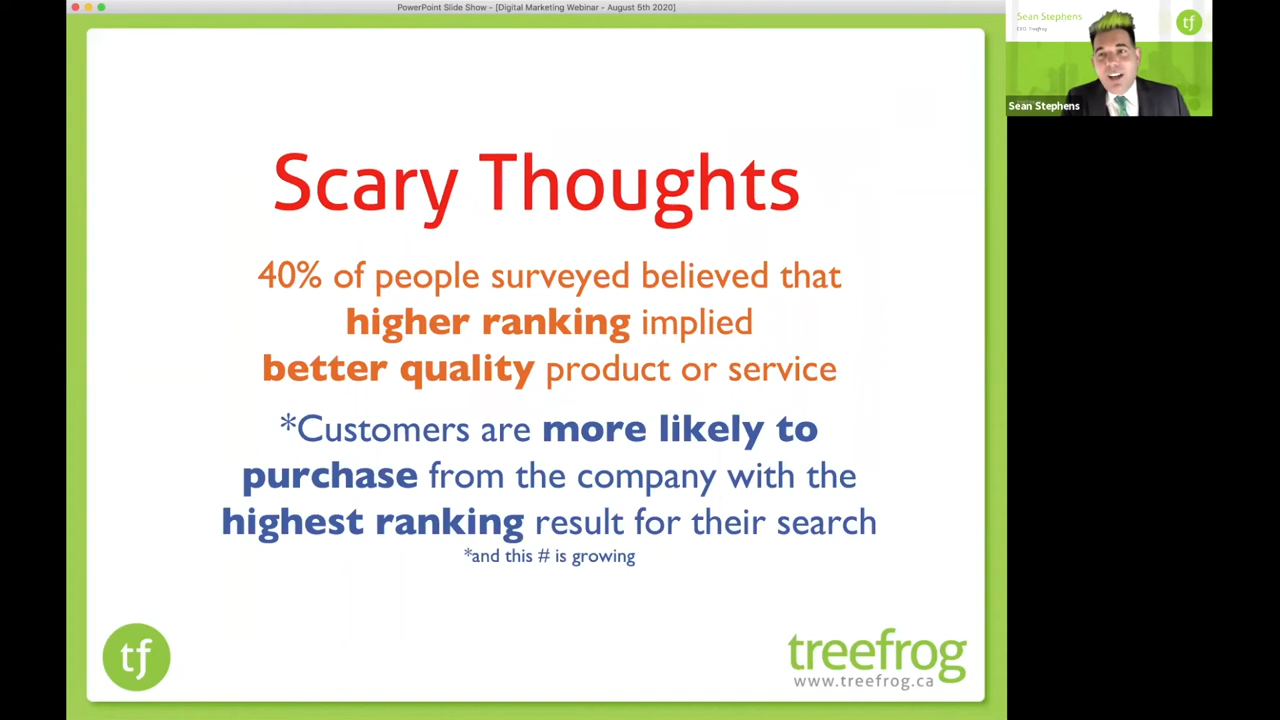 PowerPoint Slide Show - [Digital Marketing Webinar - August 5th 2020]
Scary Thoughts
40% of people surveyed believed that
higher ranking implied
better quality product or service
*Customers are more likely to
purchase from the company with the
highest ranking result for their search
*and this # is growing
tf
treefrog
www.treefrog.ca
Sean Stephens
CEO, Treefrog
tf
Sean Stephens